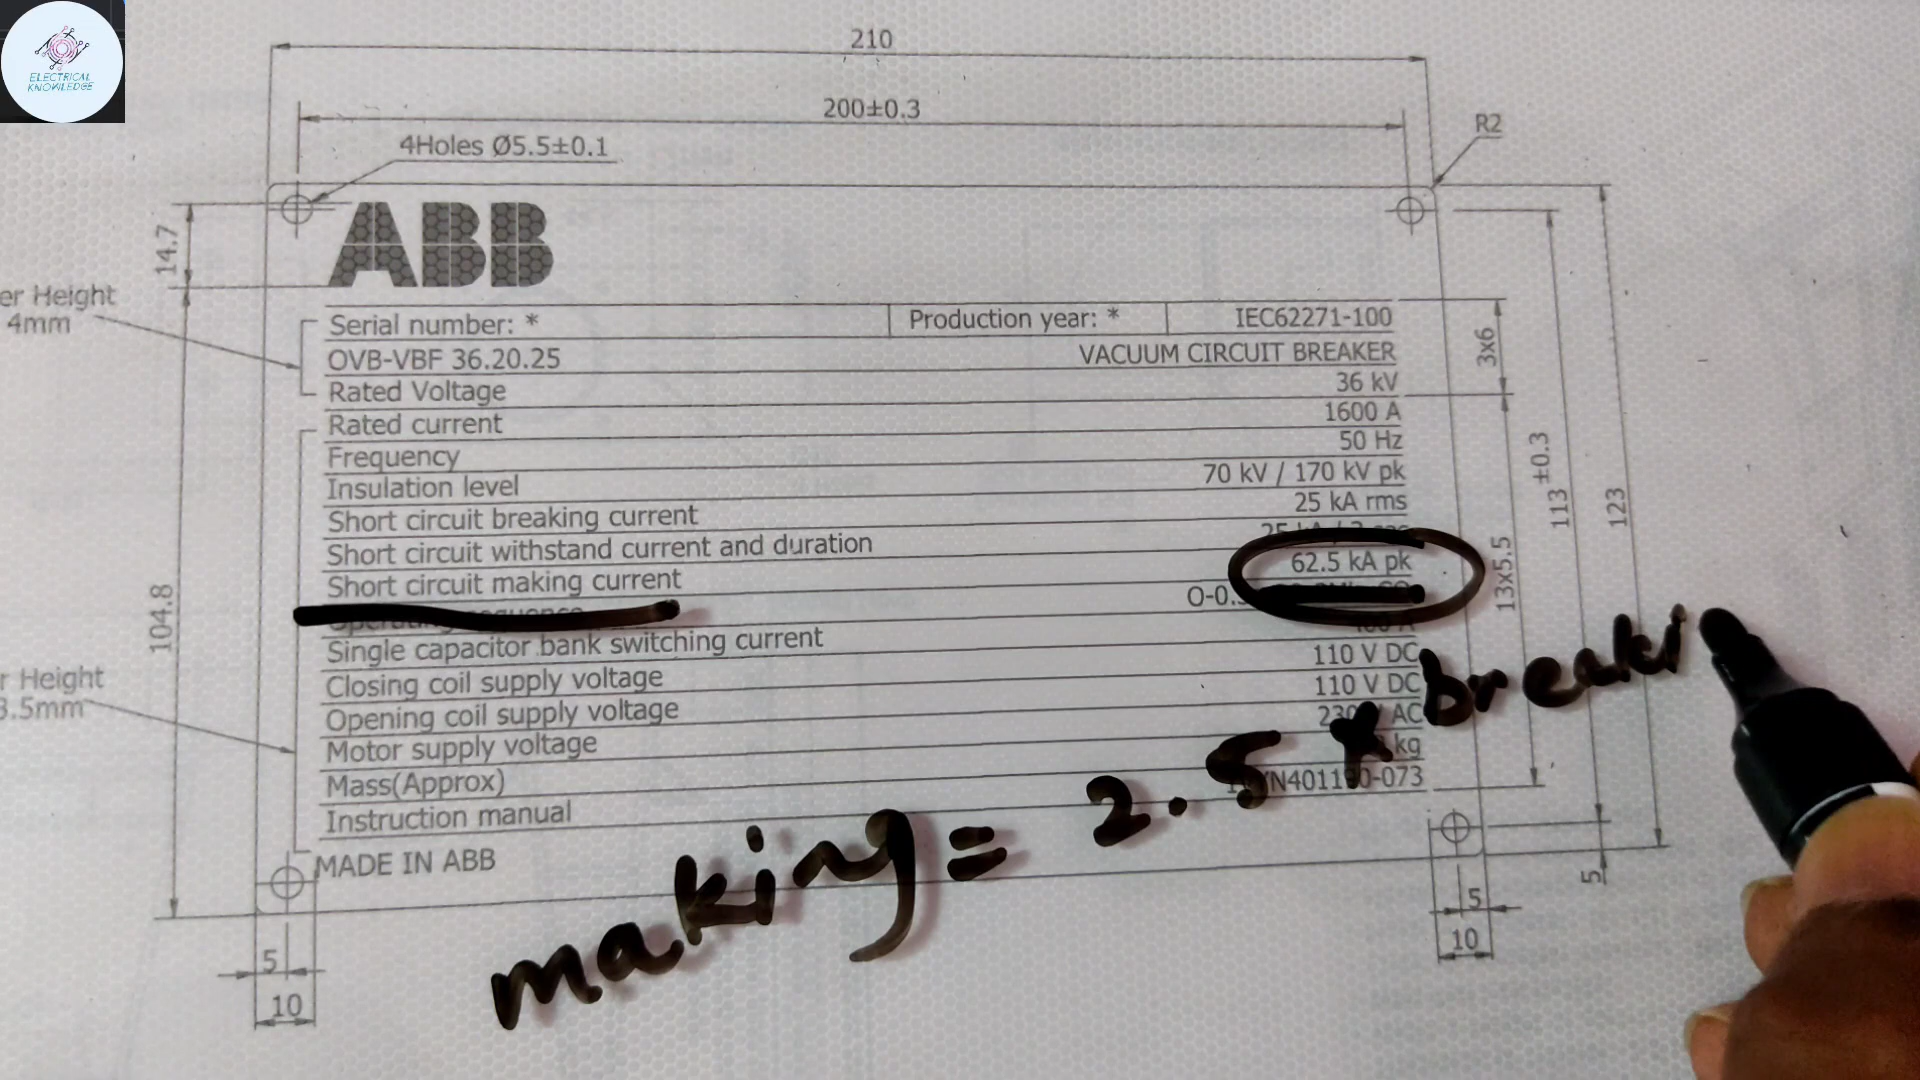 ELECTRICAL
KNOWLEDGE
210
200±0.3
4Holes Ø5.5±0.1
R2
ABB
14.7
er Height
4mm
Serial number: * Production year: * IEC62271-100
OVB-VBF 36.20.25 VACUUM CIRCUIT BREAKER
Rated Voltage 36 kV
Rated current 1600 A
Frequency 50 Hz
Insulation level 70 kV / 170 kV pk
Short circuit breaking current 25 kA rms
Short circuit withstand current and duration
Short circuit making current 62.5 kA pk
Single capacitor bank switching current
Closing coil supply voltage 110 V DC
Opening coil supply voltage 110 V DC
Motor supply voltage AC
Mass(Approx) kg
Instruction manual
MADE IN ABB
3x6
13x5.5
113 ±0.3
123
104.8
r Height
3.5mm
making = 2.5 x breaki
5
10
5
10
5